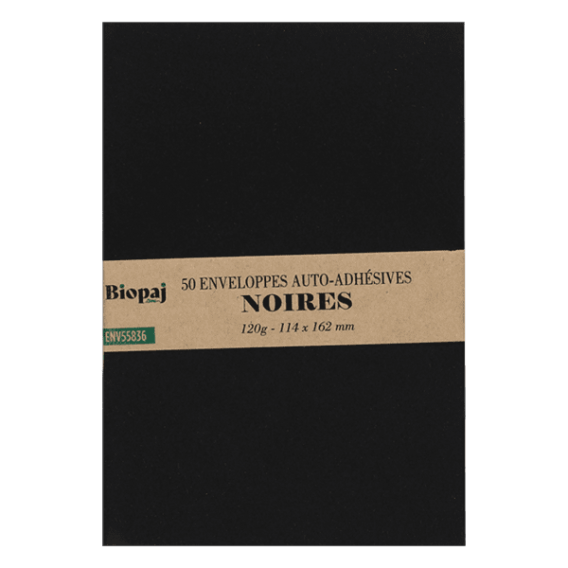 Biopaj
50 ENVELOPPES AUTO-ADHÉSIVES
NOIRES
120g - 114 x 162 mm
ENV55836